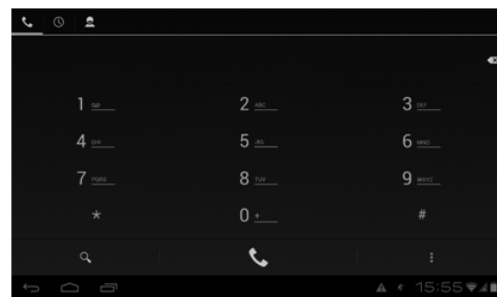 1 2 ABC 3 DEF
4 GHI 5 JKL 6 MNO
7 PQRS 8 TUV 9 WXYZ
* 0 + #
15:55